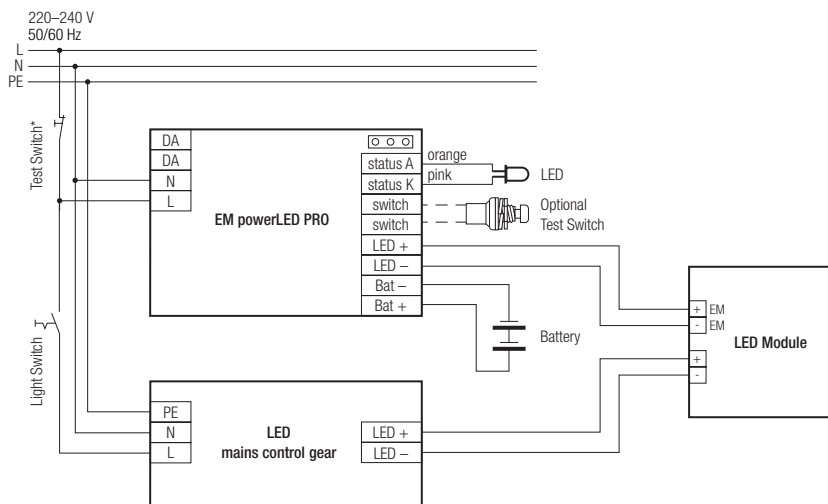 220–240 V
50/60 Hz
L
N
PE
Test Switch*
Light Switch
DA
DA
N
L
EM powerLED PRO
status A
status K
switch
switch
LED +
LED –
Bat –
Bat +
orange
pink
LED
Optional
Test Switch
Battery
+ EM
- EM
+
-
LED Module
PE
N
L
LED
mains control gear
LED +
LED –